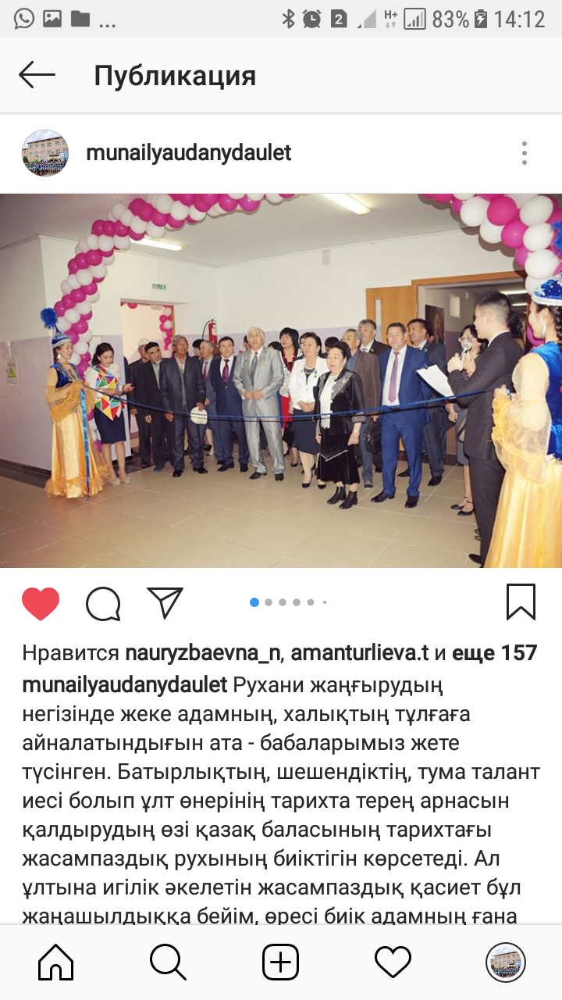 ... 2 H+ 83% 14:12
Публикация
munailyaudanydaulet
Нравится nauryzbaevna_n, amanturlieva.t и еще 157
munailyaudanydaulet Рухани жаңғырудың
негізінде жеке адамның, халықтың тұлғаға
айналатындығын ата - бабаларымыз жете
түсінген. Батырлықтың, шешендіктің, тума талант
иесі болып ұлт өнерінің тарихта терең арнасын
қалдырудың өзі қазақ баласының тарихтағы
жасампаздық рухының биіктігін көрсетеді. Ал
ұлтына игілік әкелетін жасампаздық қасиет бұл
жаңашылдыққа бейім, өресі биік адамның ғана